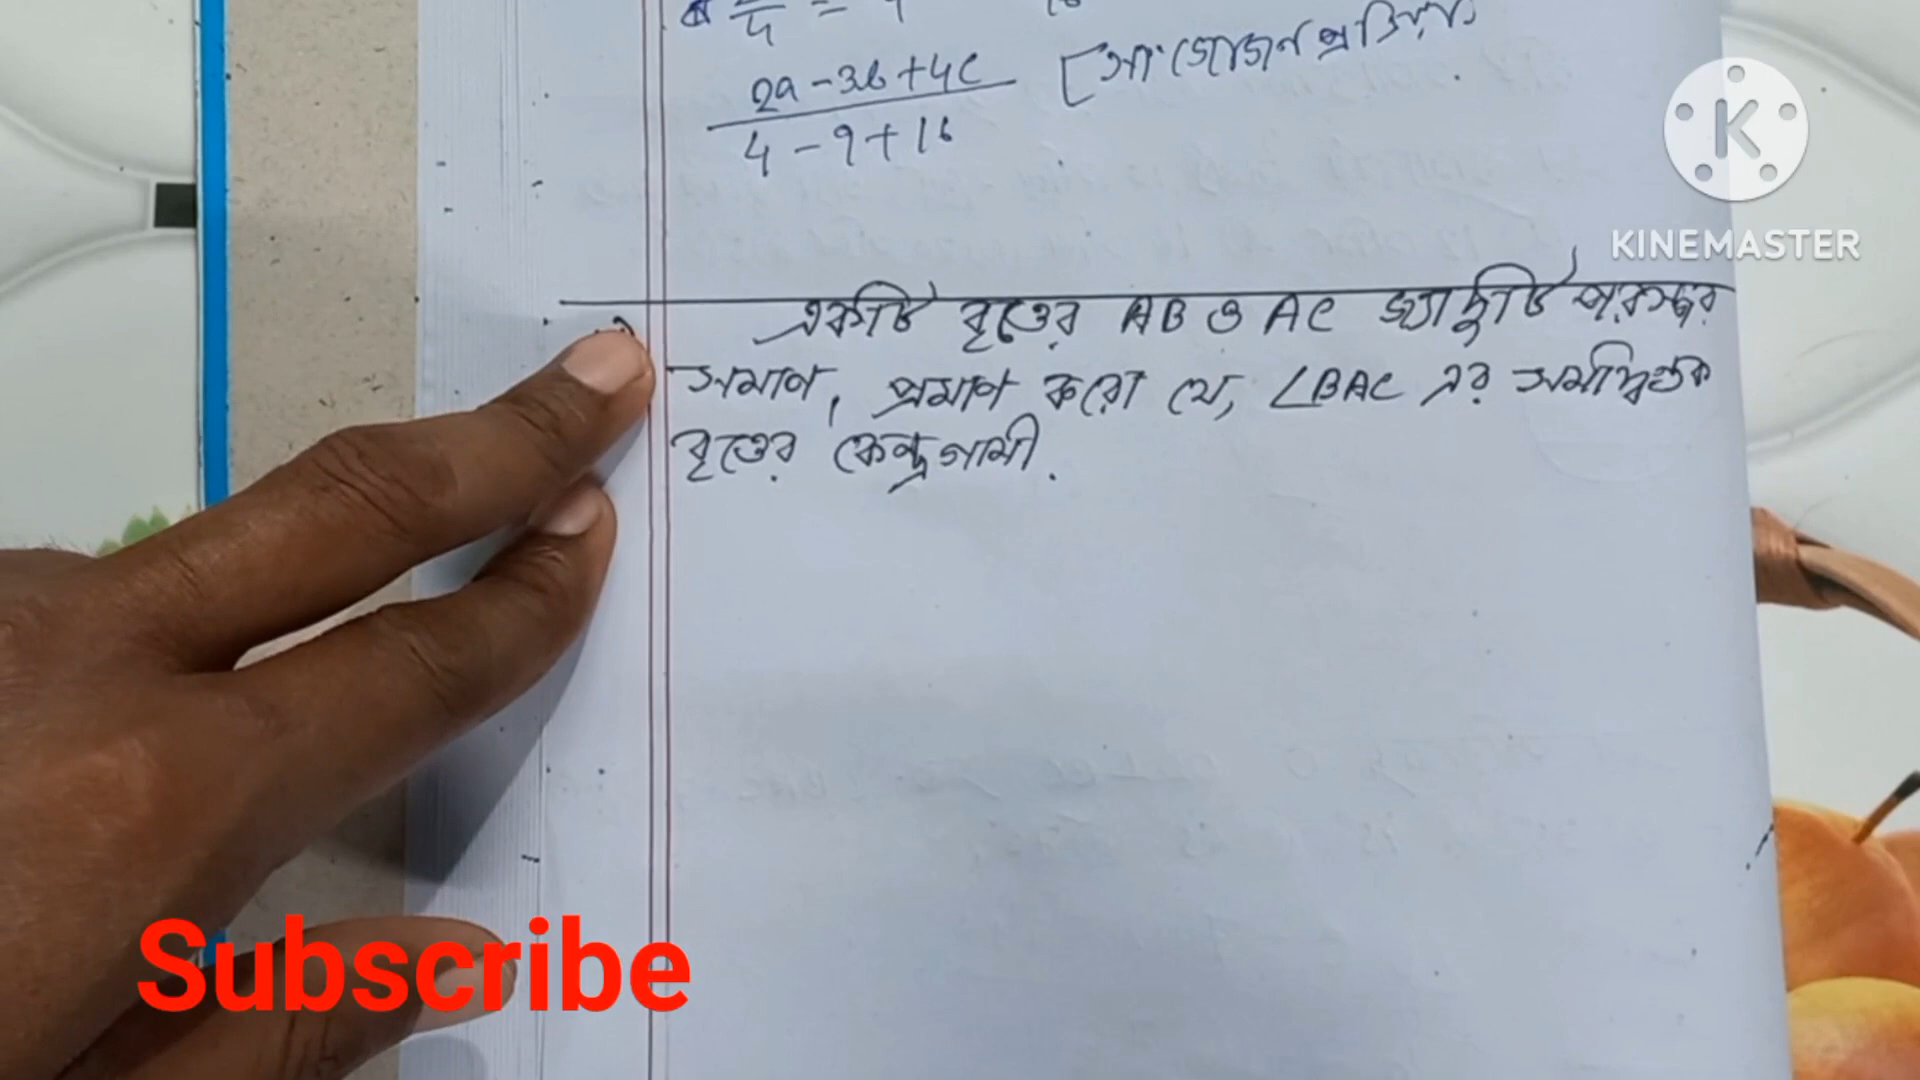 2a-3b+4c [সংযোজন প্রক্রিয়া]
4-9+16
KINEMASTER
একটি বৃত্তের AB ও AC জ্যা দুটি পরস্পর
সমান, প্রমাণ করো যে, ∠BAC এর সমদ্বিখণ্ডক
বৃত্তের কেন্দ্রগামী.
Subscribe